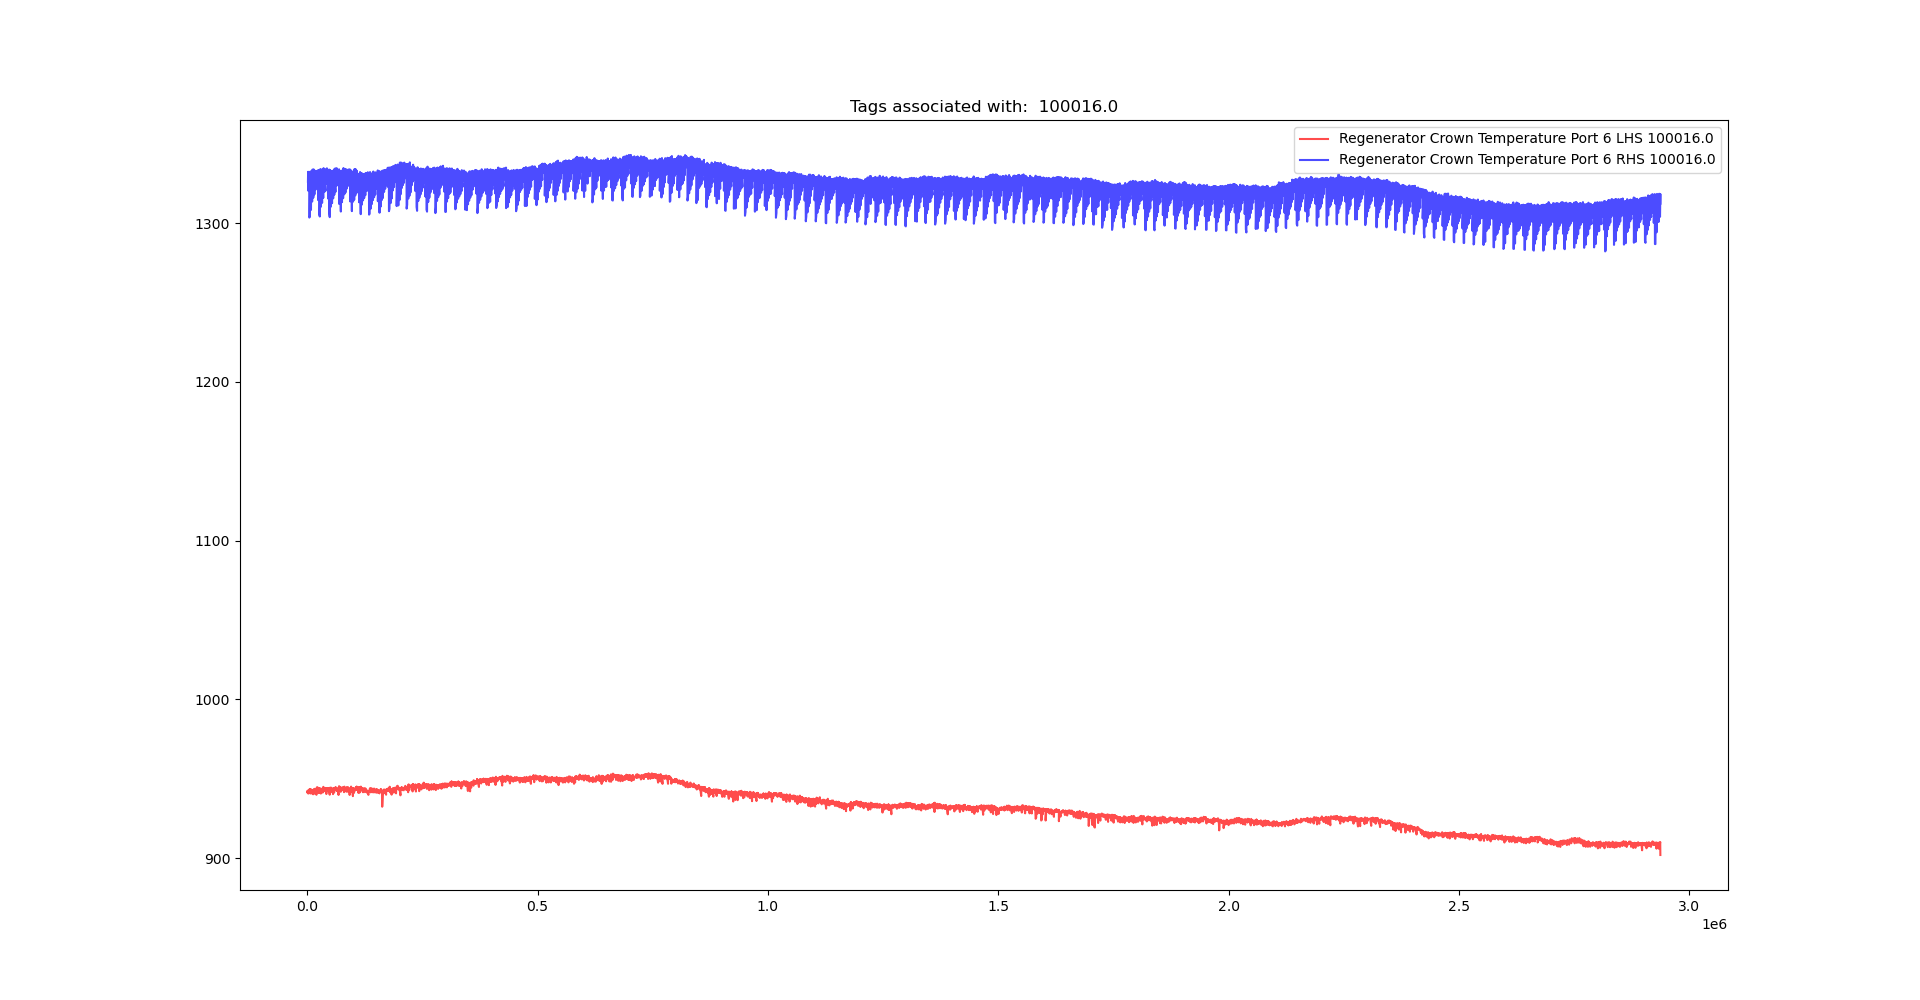 Tags associated with:  100016.0
Regenerator Crown Temperature Port 6 LHS 100016.0
Regenerator Crown Temperature Port 6 RHS 100016.0
1300
1200
1100
1000
900
0.0 0.5 1.0 1.5 2.0 2.5 3.0
1e6